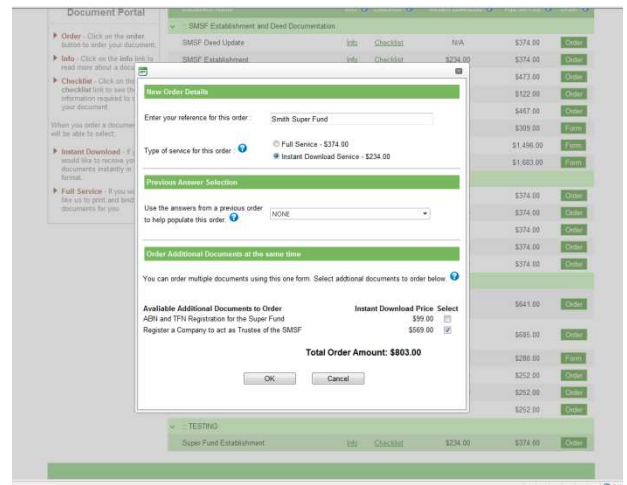 Document Portal
Order - Click on the order
button to order your document.
Info - Click on the Info link to
read more about a docu
Checklist - Click on the
checklist link to see the
information required to c
your document.
When you order a documen
will be able to select:
Instant Download - If y
would like to receive yo
documents instantly in
format.
Full Service - If you wo
like us to print and bind
documents for you.
:: SMSF Establishment and Deed Documentation
SMSF Deed Update Info Checklist N/A $374.00 Order
SMSF Establishment Info Checklist $234.00 $374.00 Order
$473.00 Order
$122.00 Order
$467.00 Order
$309.00 Form
$1,496.00 Form
$1,683.00 Form
$374.00 Order
$374.00 Order
$374.00 Order
$374.00 Order
$374.00 Order
$641.00 Order
$695.00 Order
$280.00 Form
$252.00 Order
$252.00 Order
$252.00 Order
New Order Details
Enter your reference for this order : Smith Super Fund
Type of service for this order :
Full Service - $374.00
Instant Download Service - $234.00
Previous Answer Selection
Use the answers from a previous order
to help populate this order.
NONE
Order Additional Documents at the same time
You can order multiple documents using this one form. Select addtional documents to order below.
Available Additional Documents to Order Instant Download Price Select
ABN and TFN Registration for the Super Fund $99.00
Register a Company to act as Trustee of the SMSF $569.00
Total Order Amount: $803.00
OK Cancel
:: TESTING
Super Fund Establishment Info Checklist $234.00 $374.00 Order